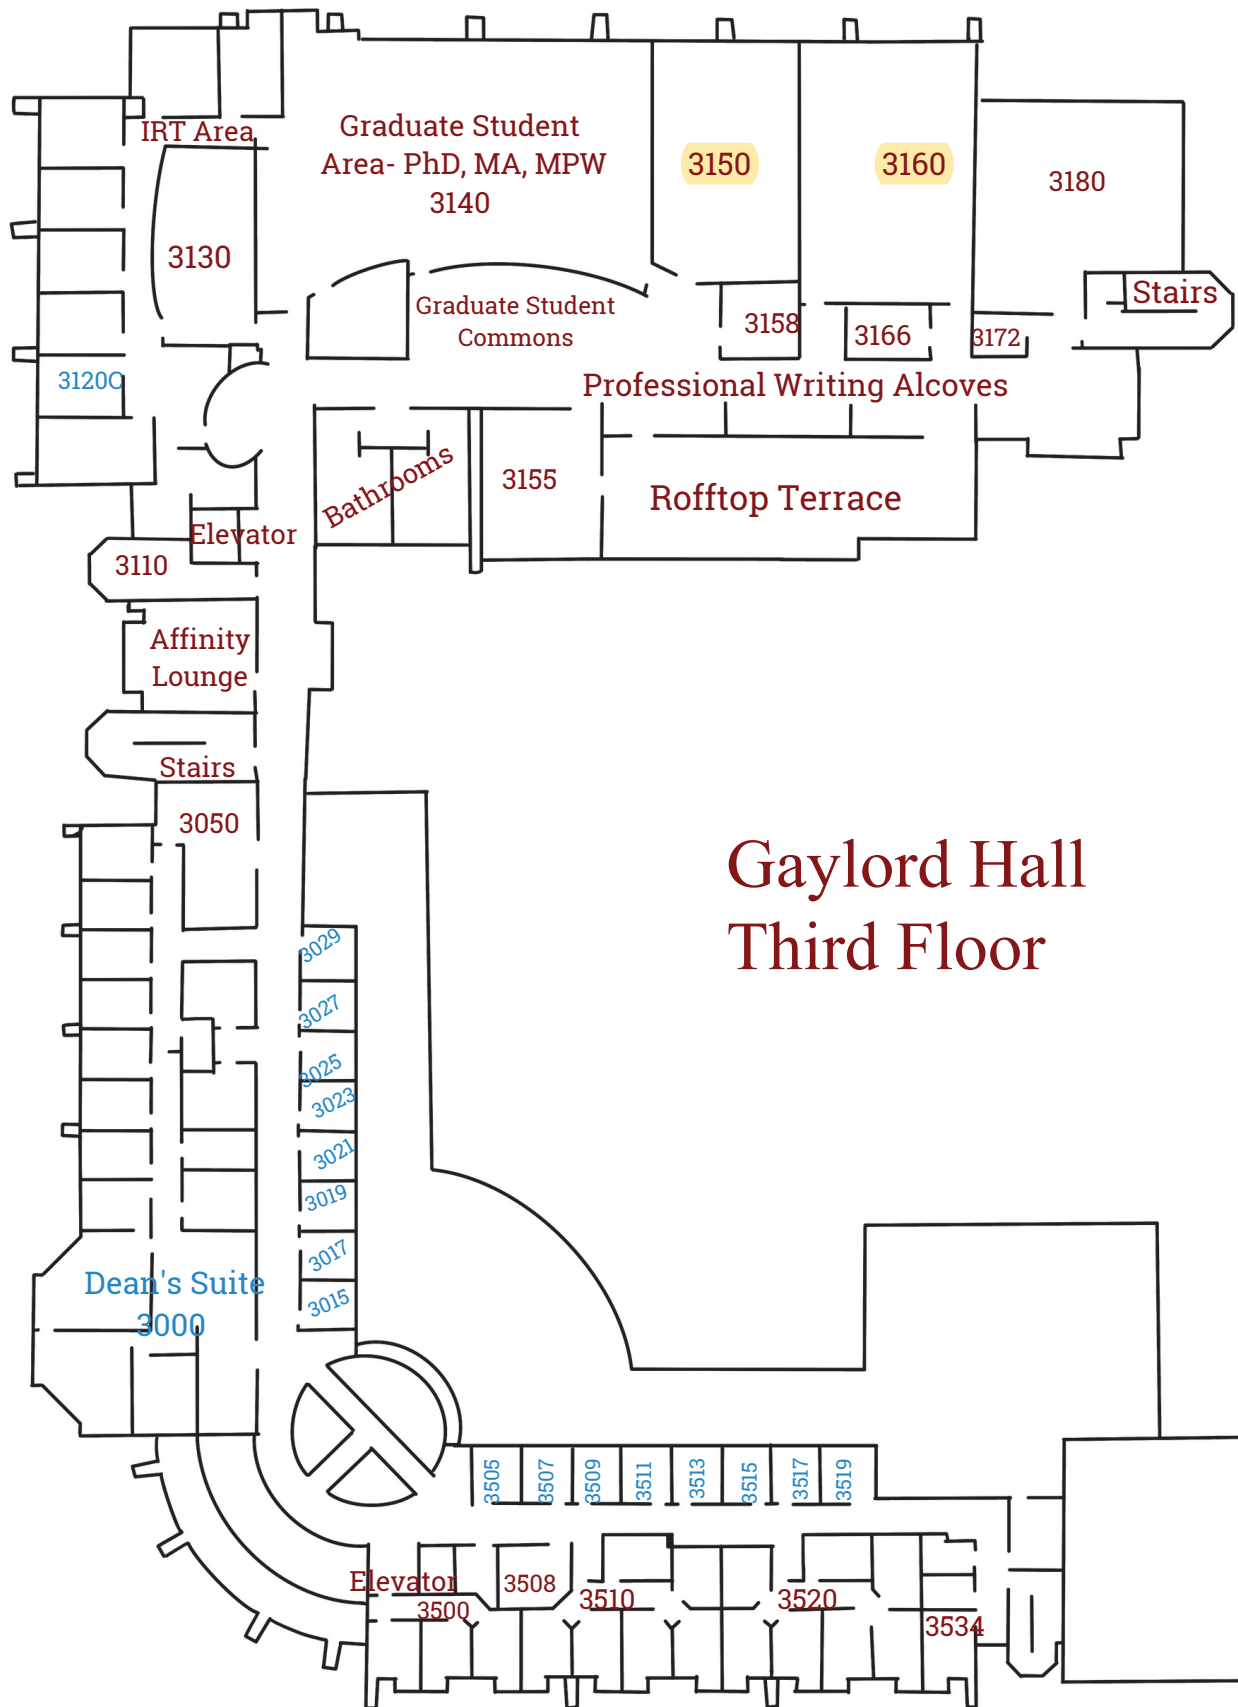 IRT Area
Graduate Student
Area- PhD, MA, MPW
3140
3150
3160
3180
3130
Graduate Student
Commons
3158
3166
3172
Stairs
3120C
Professional Writing Alcoves
Bathrooms
3155
Rofftop Terrace
Elevator
3110
Affinity
Lounge
Stairs
3050
Gaylord Hall
Third Floor
3029
3027
3025
3023
3021
3019
3017
3015
Dean's Suite
3000
3505
3507
3509
3511
3513
3515
3517
3519
Elevator
3500
3508
3510
3520
3534